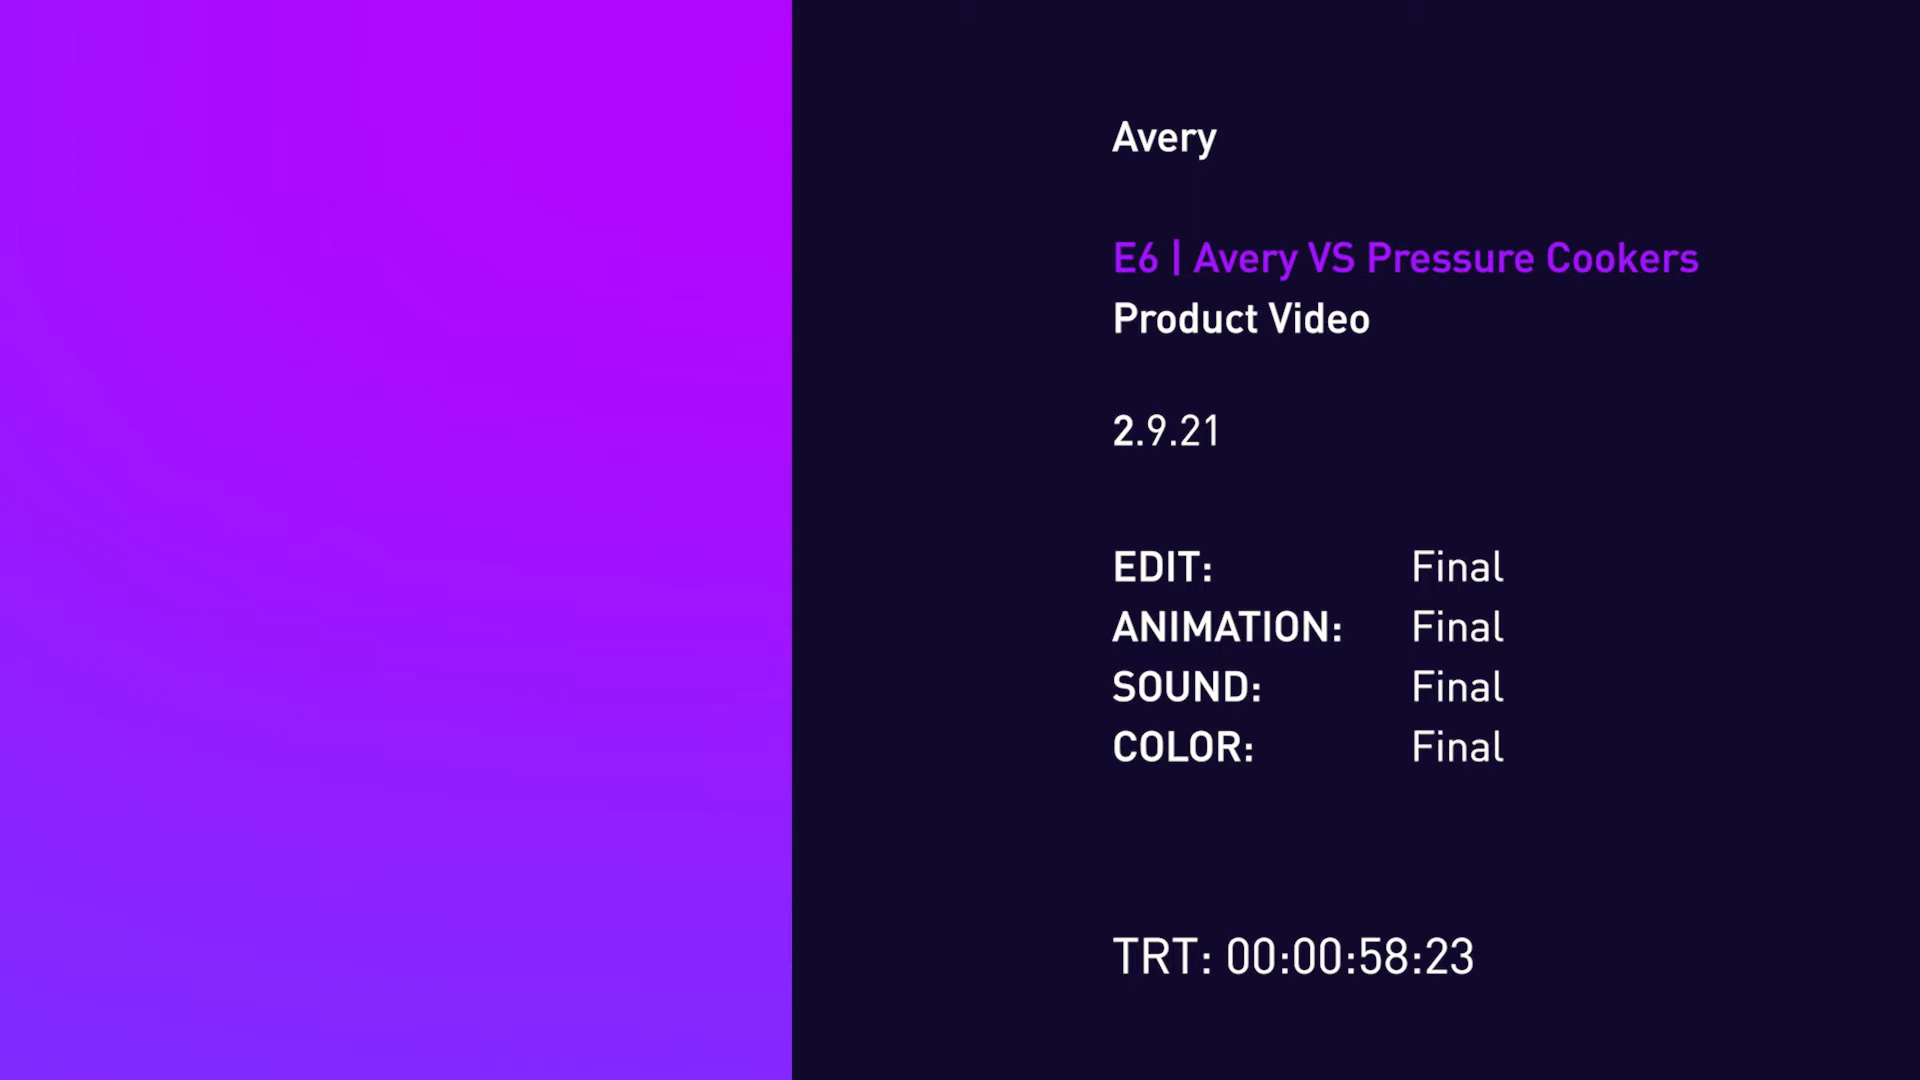 Avery
E6 | Avery VS Pressure Cookers
Product Video
2.9.21
EDIT: Final
ANIMATION: Final
SOUND: Final
COLOR: Final
TRT: 00:00:58:23